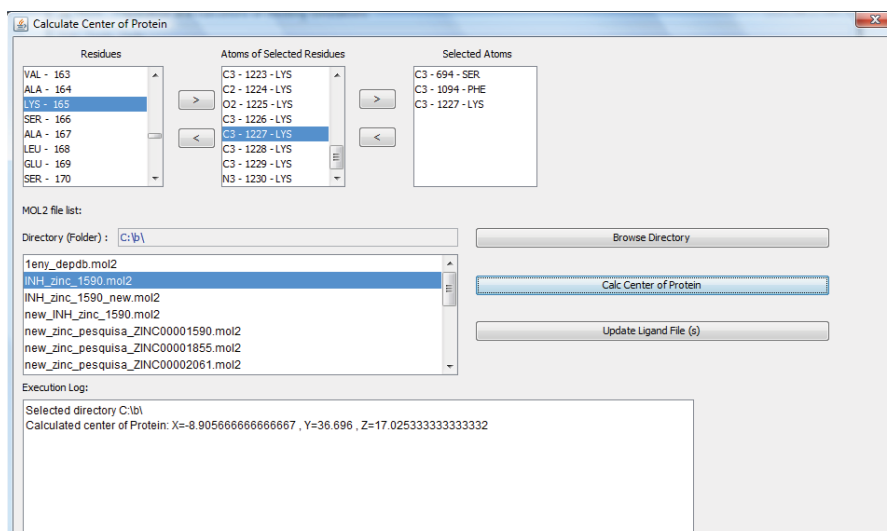 Calculate Center of Protein
Residues
Atoms of Selected Residues
Selected Atoms
VAL - 163
ALA - 164
LYS - 165
SER - 166
ALA - 167
LEU - 168
GLU - 169
SER - 170
>
<
C3 - 1223 - LYS
C2 - 1224 - LYS
O2 - 1225 - LYS
C3 - 1226 - LYS
C3 - 1227 - LYS
C3 - 1228 - LYS
C3 - 1229 - LYS
N3 - 1230 - LYS
>
<
C3 - 694 - SER
C3 - 1094 - PHE
C3 - 1227 - LYS
MOL2 file list:
Directory (Folder) : C:\b\
Browse Directory
1eny_depdb.mol2
INH_zinc_1590.mol2
INH_zinc_1590_new.mol2
new_INH_zinc_1590.mol2
new_zinc_pesquisa_ZINC00001590.mol2
new_zinc_pesquisa_ZINC00001855.mol2
new_zinc_pesquisa_ZINC00002061.mol2
Calc Center of Protein
Update Ligand File (s)
Execution Log:
Selected directory C:\b\
Calculated center of Protein: X=-8.905666666666667 , Y=36.696 , Z=17.025333333333332